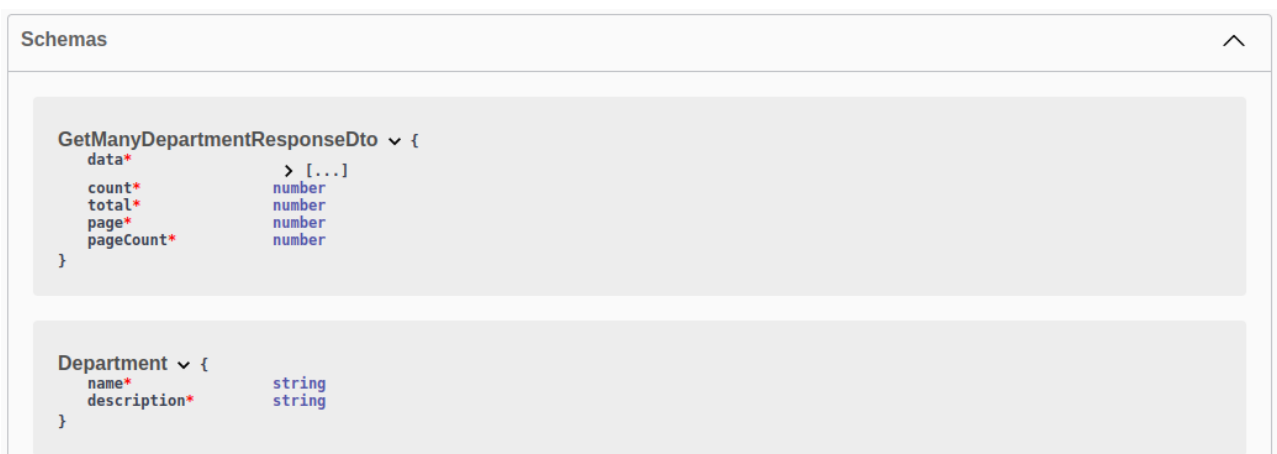 Schemas
GetManyDepartmentResponseDto {
data*
[...]
count* number
total* number
page* number
pageCount* number
}
Department {
name* string
description* string
}